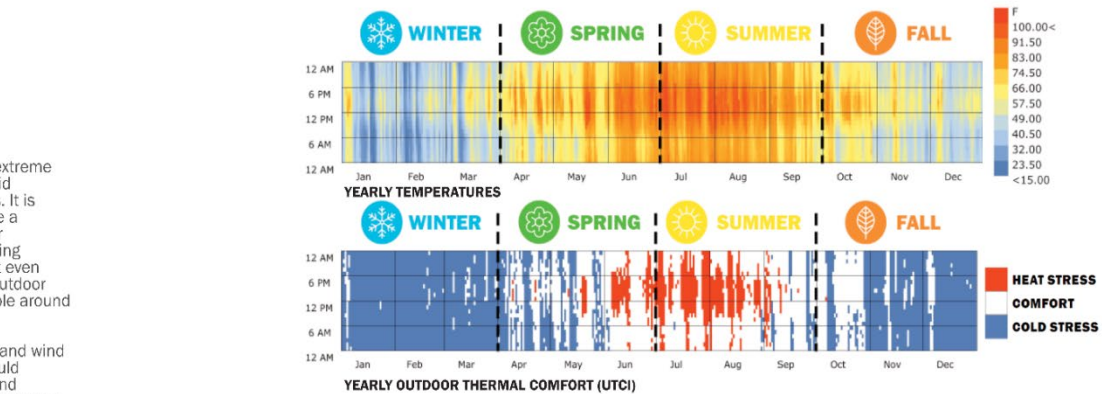 extreme
id
. It is
e a
r
ing
even
utdoor
ole around
and wind
uld
nd
WINTER SPRING SUMMER FALL
12 AM
6 PM
12 PM
6 AM
12 AM
Jan Feb Mar Apr May Jun Jul Aug Sep Oct Nov Dec
YEARLY TEMPERATURES
F
100.00<
91.50
83.00
74.50
66.00
57.50
49.00
40.50
32.00
23.50
<15.00
WINTER SPRING SUMMER FALL
12 AM
6 PM
12 PM
6 AM
12 AM
Jan Feb Mar Apr May Jun Jul Aug Sep Oct Nov Dec
YEARLY OUTDOOR THERMAL COMFORT (UTCI)
HEAT STRESS
COMFORT
COLD STRESS